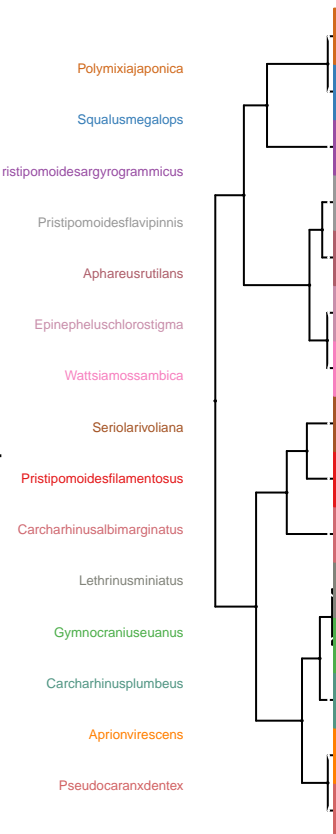 Polymixiajaponica
Squalusmegalops
ristipomoidesargyrogrammicus
Pristipomoidesflavipinnis
Aphareusrutilans
Epinepheluschlorostigma
Wattsiamossambica
Seriolarivoliana
Pristipomoidesfilamentosus
Carcharhinusalbimarginatus
Lethrinusminiatus
Gymnocraniuseuanus
Carcharhinusplumbeus
Aprionvirescens
Pseudocaranxdentex